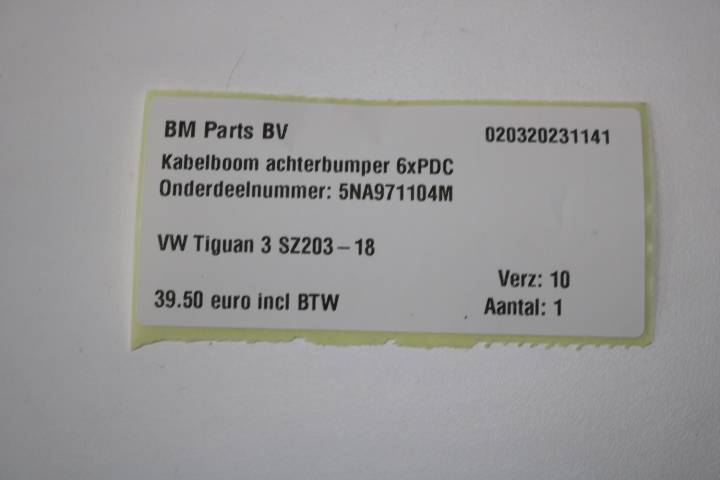 BM Parts BV 020320231141
Kabelboom achterbumper 6xPDC
Onderdeelnummer: 5NA971104M
VW Tiguan 3 SZ203-18
Verz: 10
39.50 euro incl BTW Aantal: 1